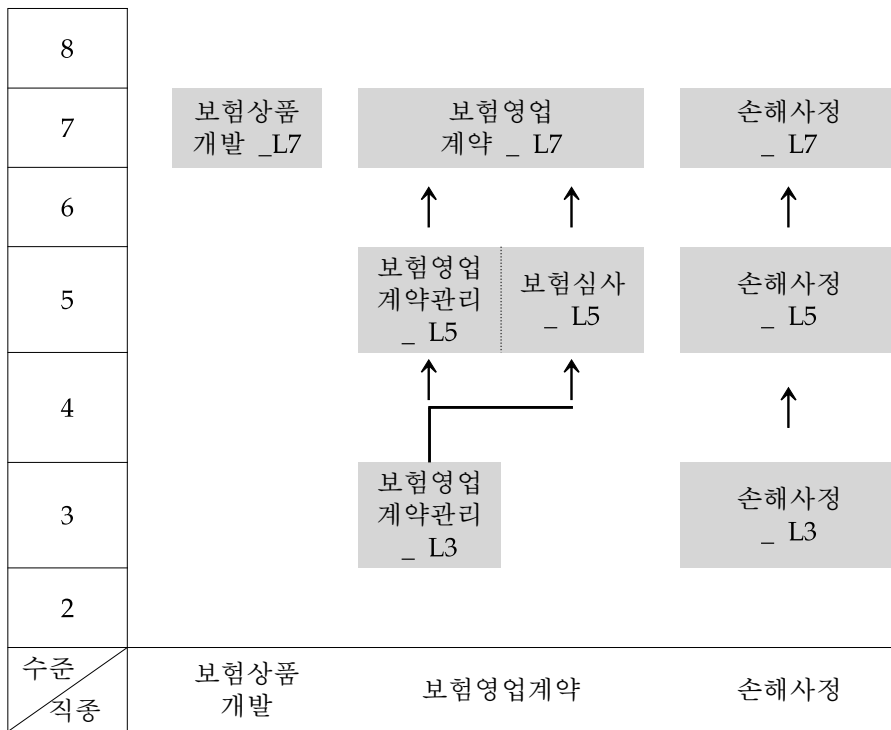 8
7
보험상품
개발 _L7
보험영업
계약 _ L7
손해사정
_ L7
6
5
보험영업
계약관리
_ L5
보험심사
_ L5
손해사정
_ L5
4
3
보험영업
계약관리
_ L3
손해사정
_ L3
2
수준
직종
보험상품
개발
보험영업계약
손해사정